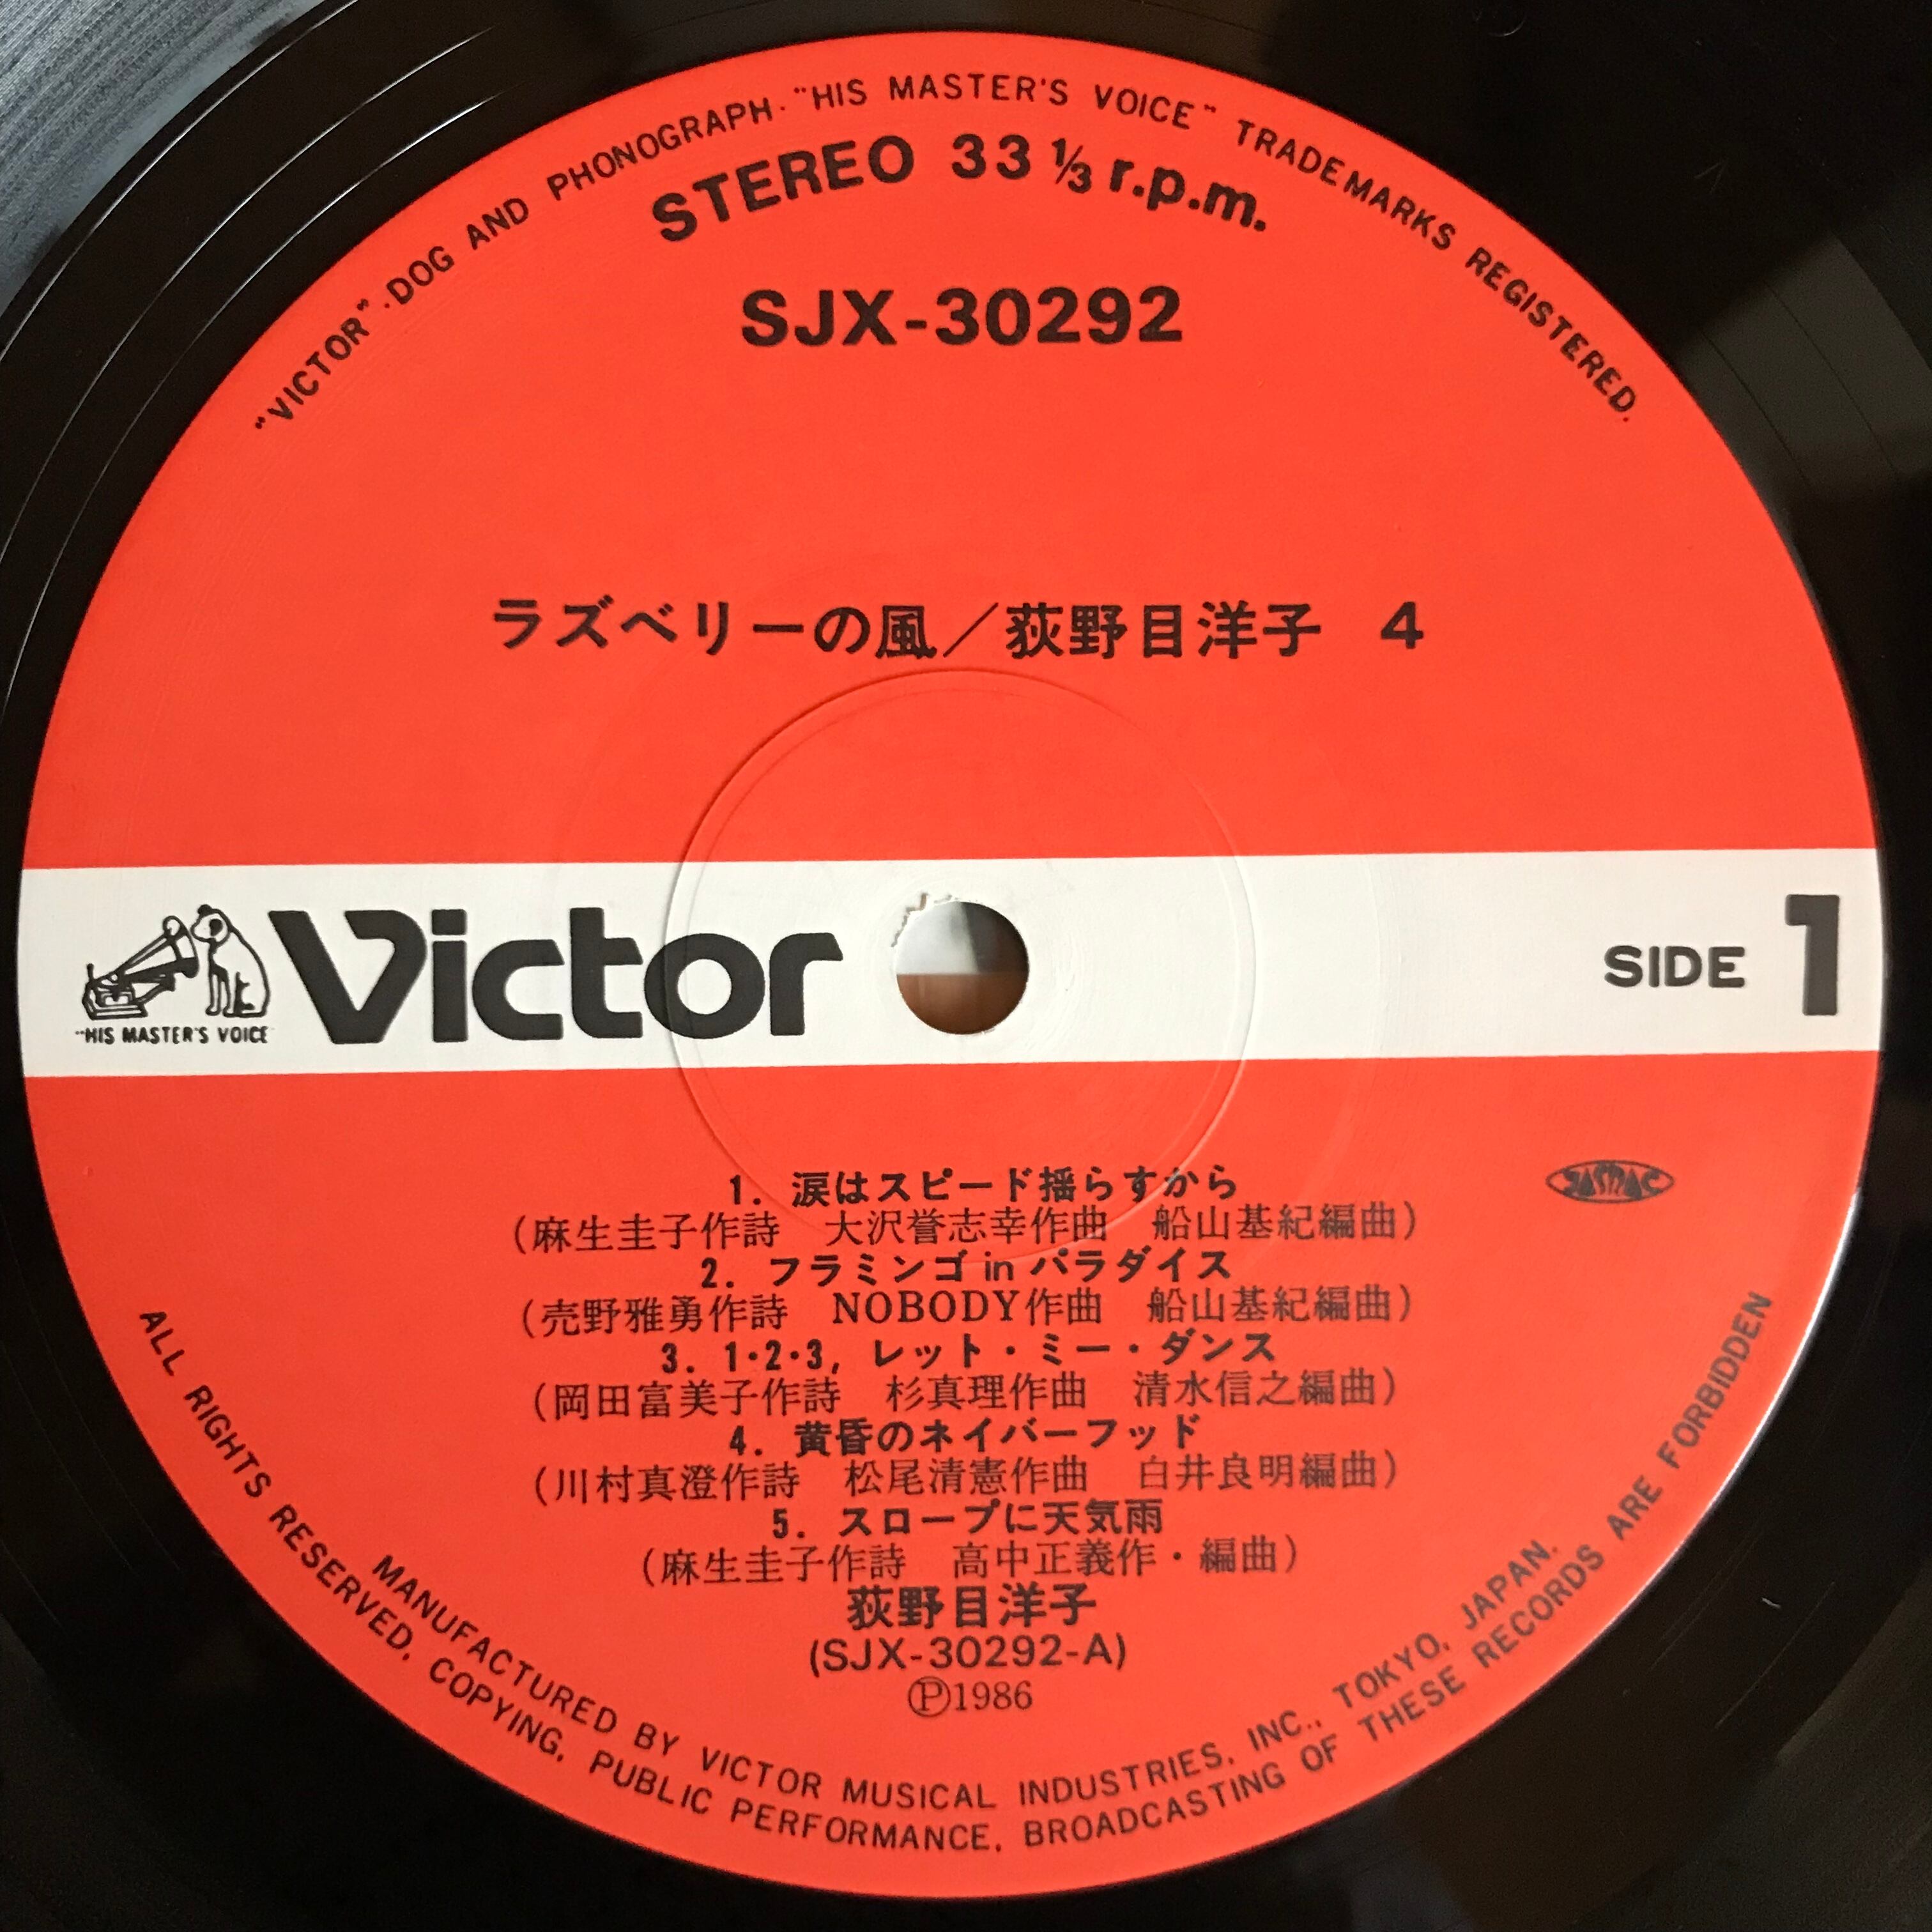 "VICTOR"·DOG AND PHONOGRAPH·"HIS MASTER'S VOICE" TRADEMARKS REGISTERED.
STEREO 33 ⅓ r.p.m.
SJX-30292
ラズベリーの風／荻野目洋子 4
Victor
"HIS MASTER'S VOICE
SIDE 1
1. 涙はスピード揺らすから
(麻生圭子作詩 大沢誉志幸作曲 船山基紀編曲)
2. フラミンゴ in パラダイス
(売野雅勇作詩 NOBODY作曲 船山基紀編曲)
3. 1･2･3, レット・ミー・ダンス
(岡田富美子作詩 杉真理作曲 清水信之編曲)
4. 黄昏のネイバーフッド
(川村真澄作詩 松尾清憲作曲 白井良明編曲)
5. スロープに天気雨
(麻生圭子作詩 高中正義作・編曲)
荻野目洋子
(SJX-30292-A)
Ⓟ1986
JASRAC
MANUFACTURED BY VICTOR MUSICAL INDUSTRIES, INC., TOKYO, JAPAN.
ALL RIGHTS RESERVED, COPYING, PUBLIC PERFORMANCE, BROADCASTING OF THESE RECORDS ARE FORBIDDEN